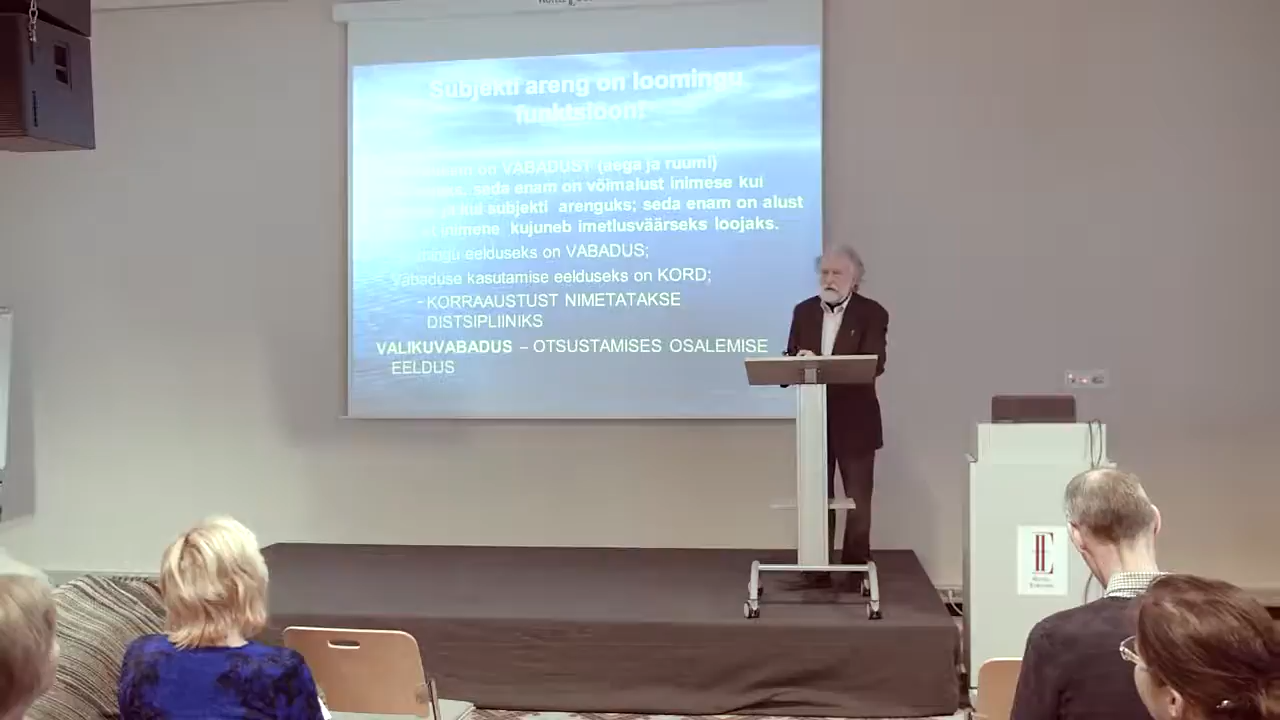 Subjekti areng on loomingu
funktsioon!
on VABADUST (aega ja ruumi)
seda enam on võimalust inimese kui
kui subjekti arenguks; seda enam on alust
inimene kujuneb imetlusväärseks loojaks.
eelduseks on VABADUS;
Vabaduse kasutamise eelduseks on KORD;
- KORRAAUSTUST NIMETATAKSE
DISTSIPLIINIKS
VALIKUVABADUS – OTSUSTAMISES OSALEMISE
EELDUS